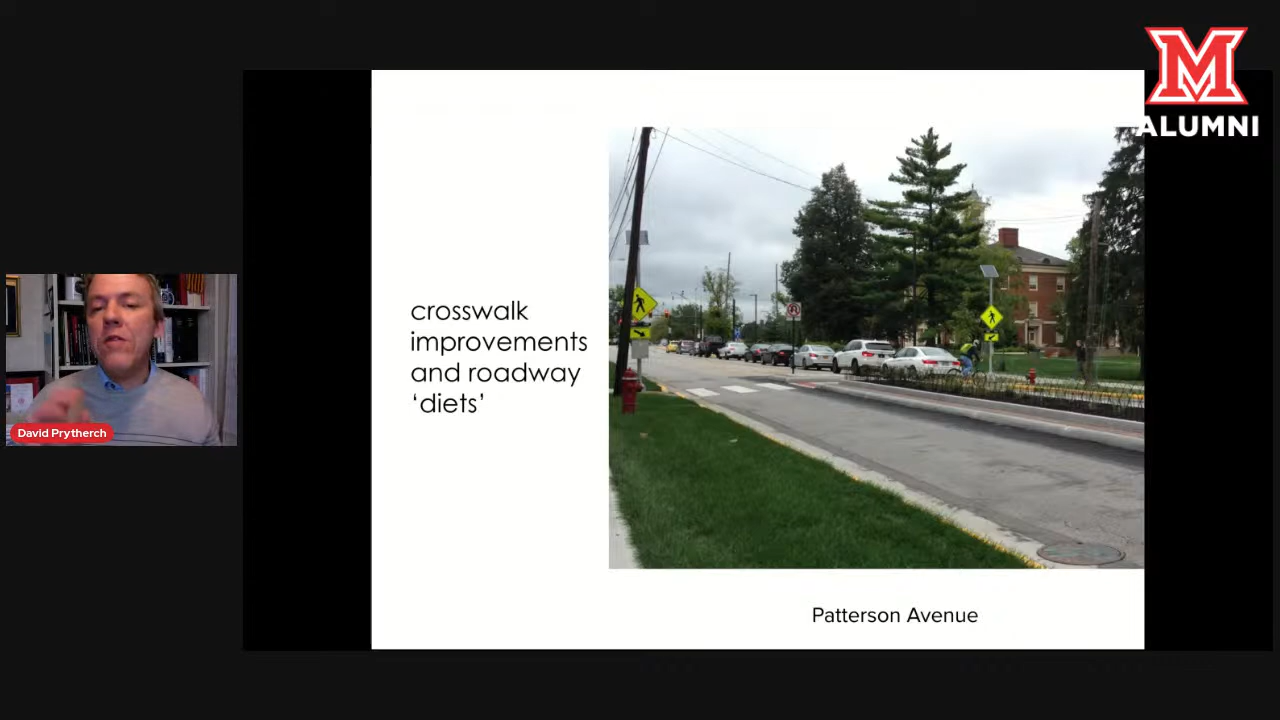 M
ALUMNI
crosswalk
improvements
and roadway
‘diets’
David Prytherch
Patterson Avenue